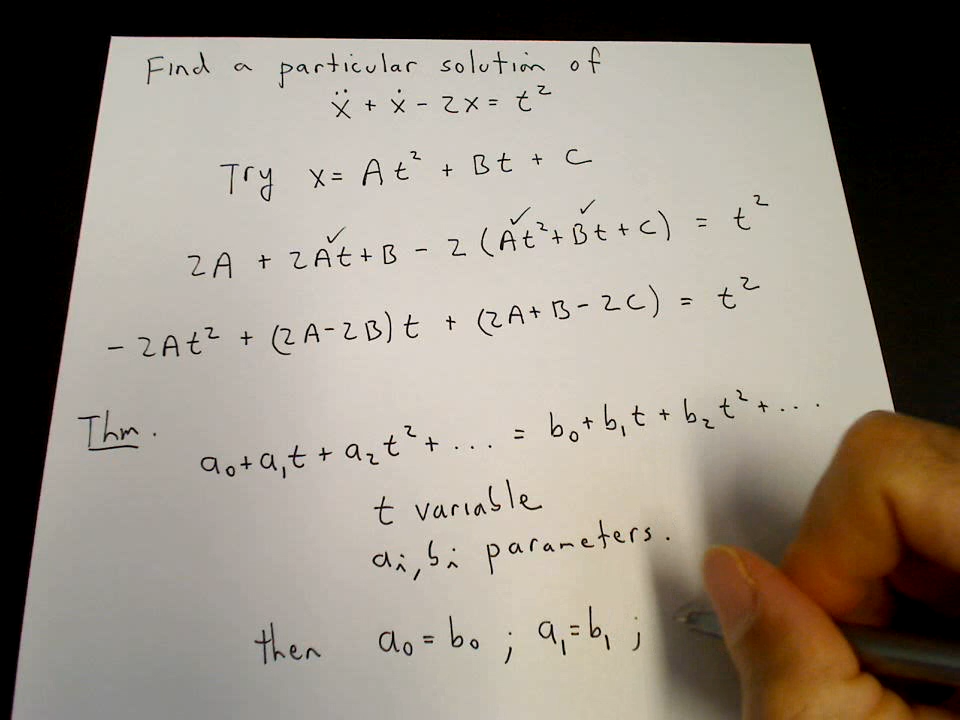 Find a particular solution of
ẍ + ẋ - 2x = t²
Try x = At² + Bt + C
2A + 2At + B - 2 (At² + Bt + C) = t²
- 2At² + (2A - 2B) t + (2A + B - 2C) = t²
Thm.
a₀ + a₁t + a₂t² + ... = b₀ + b₁t + b₂t² + ...
t variable
aᵢ, bᵢ parameters.
then a₀ = b₀ ; a₁ = b₁ ;